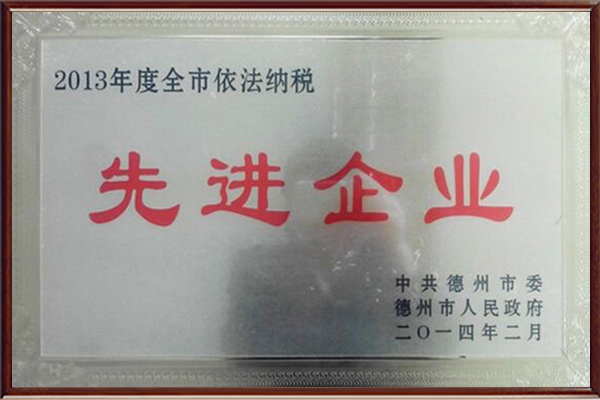 2013年度全市依法纳税
先进企业
中共德州市委
德州市人民政府
二〇一四年二月